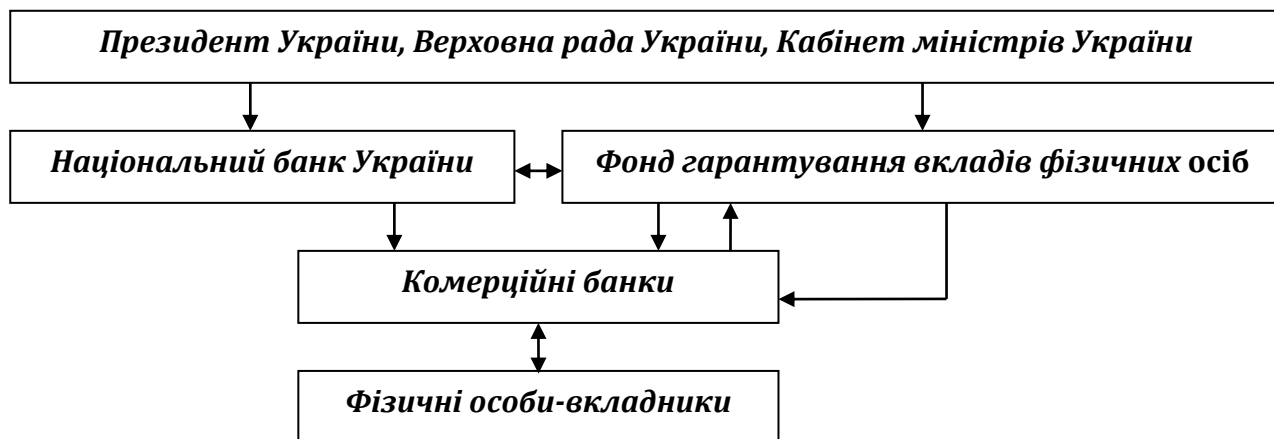 Президент України, Верховна рада України, Кабінет міністрів України
Національний банк України
Фонд гарантування вкладів фізичних осіб
Комерційні банки
Фізичні особи-вкладники